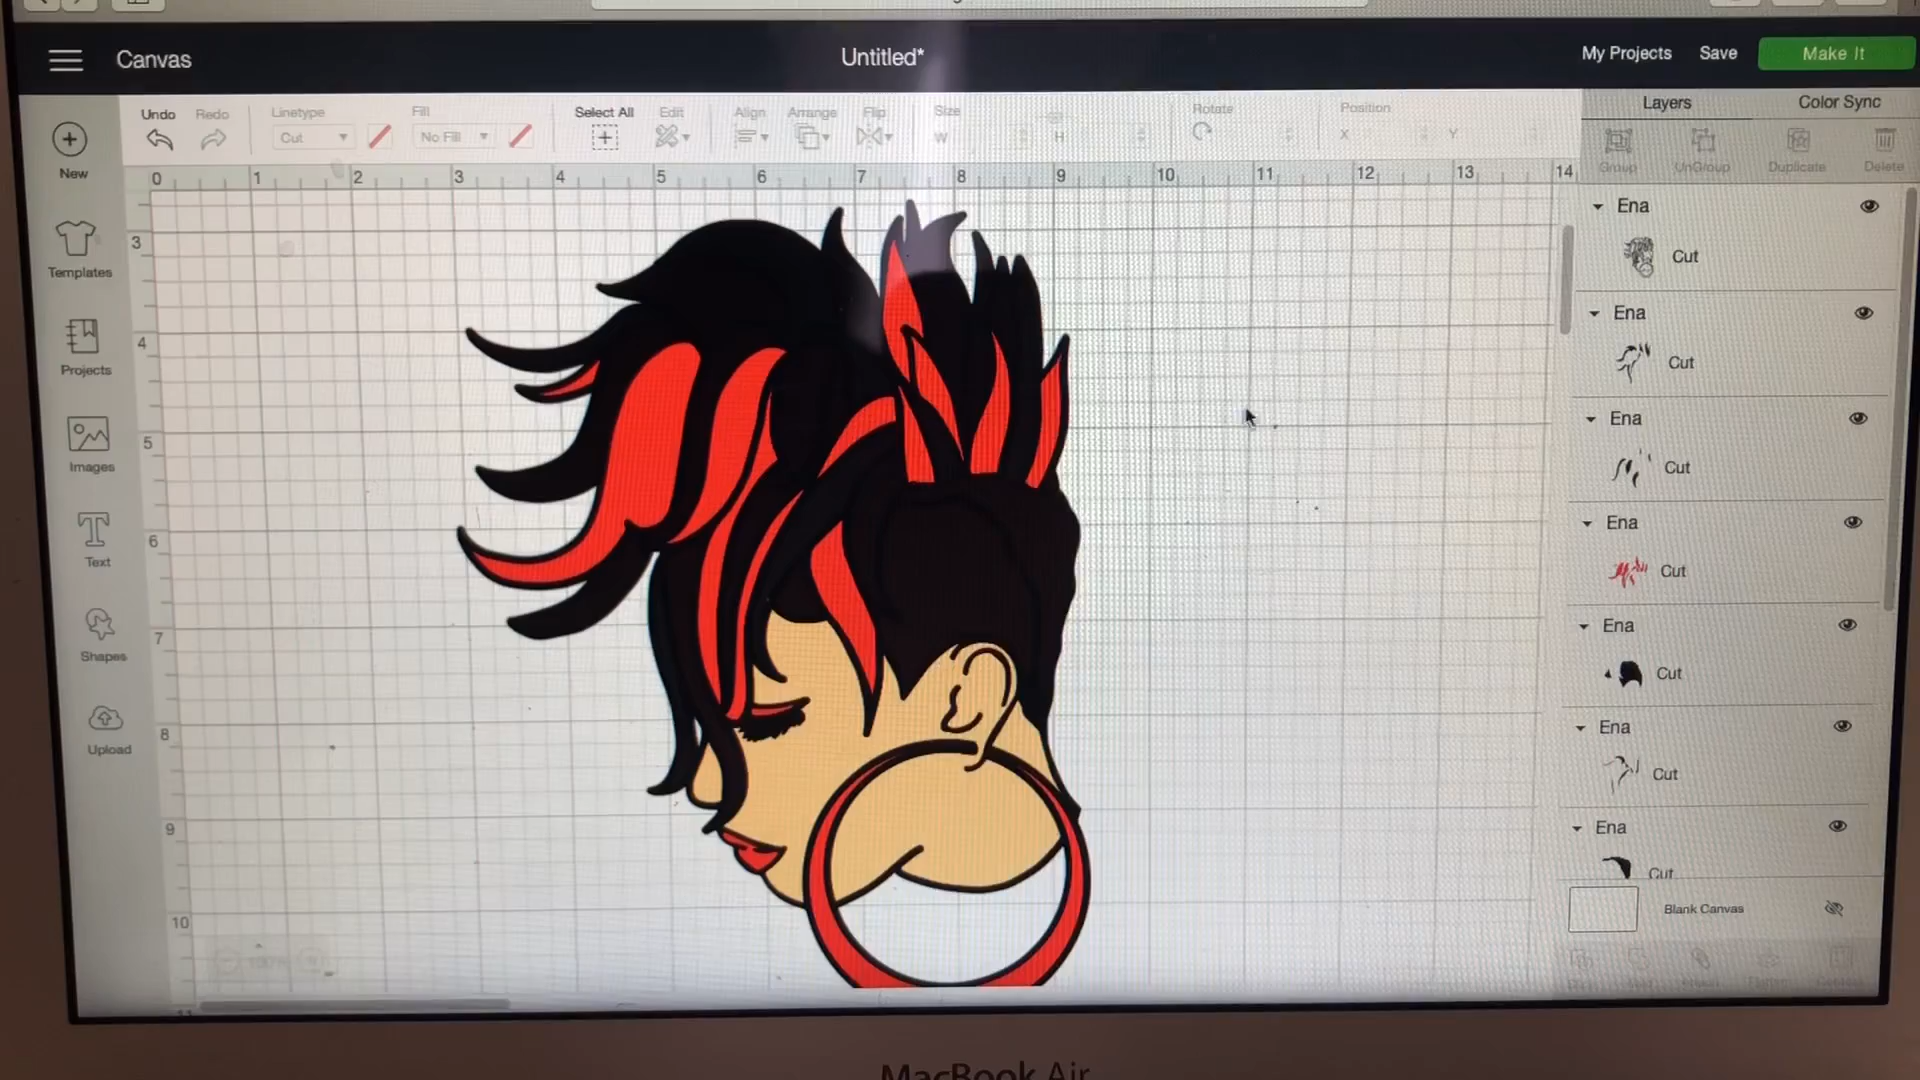 Canvas
Untitled*
My Projects
Save
Make It
Undo
Redo
Linetype
Cut
Fill
No Fill
Select All
Edit
Align
Arrange
Flip
Size
W
H
Rotate
Position
X
Y
Layers
Color Sync
Group
UnGroup
Duplicate
Delete
0 1 2 3 4 5 6 7 8 9 10 11 12 13 14
3
4
5
6
7
8
9
10
11
New
Templates
Projects
Images
Text
Shapes
Upload
Ena
Cut
Ena
Cut
Ena
Cut
Ena
Cut
Ena
Cut
Ena
Cut
Ena
Cut
Blank Canvas
100%
MacBook Air